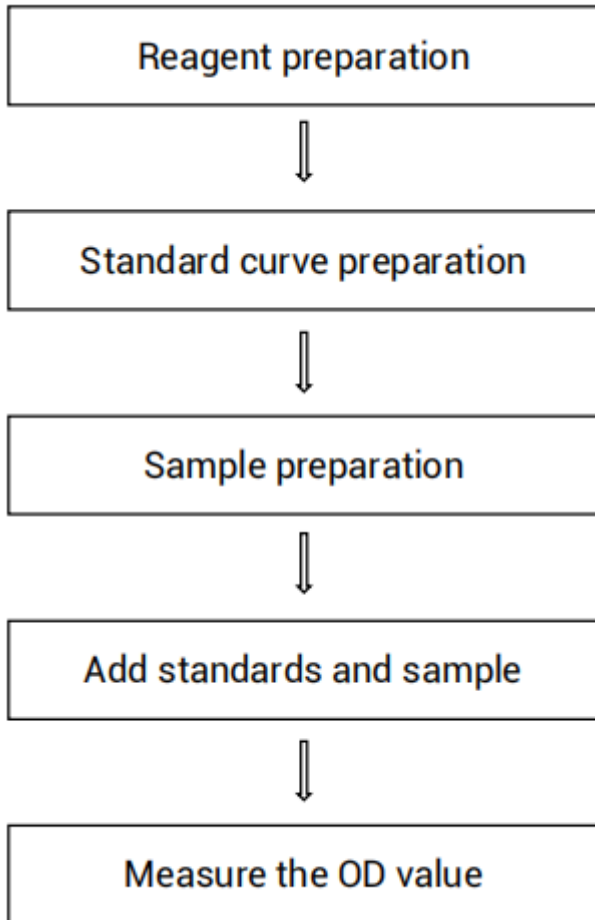 Reagent preparation
Standard curve preparation
Sample preparation
Add standards and sample
Measure the OD value